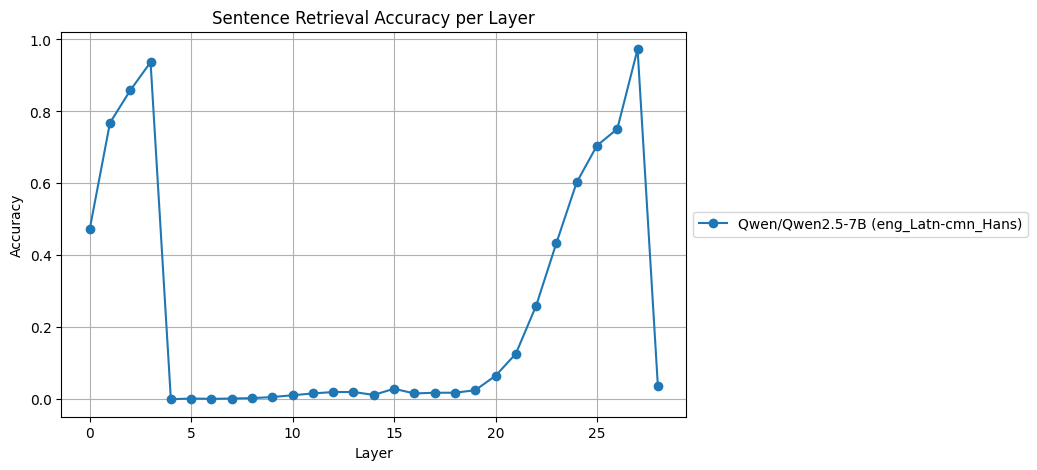 Sentence Retrieval Accuracy per Layer
1.0
0.8
0.6
0.4
0.2
0.0
Accuracy
0 5 10 15 20 25
Layer
Qwen/Qwen2.5-7B (eng_Latn-cmn_Hans)